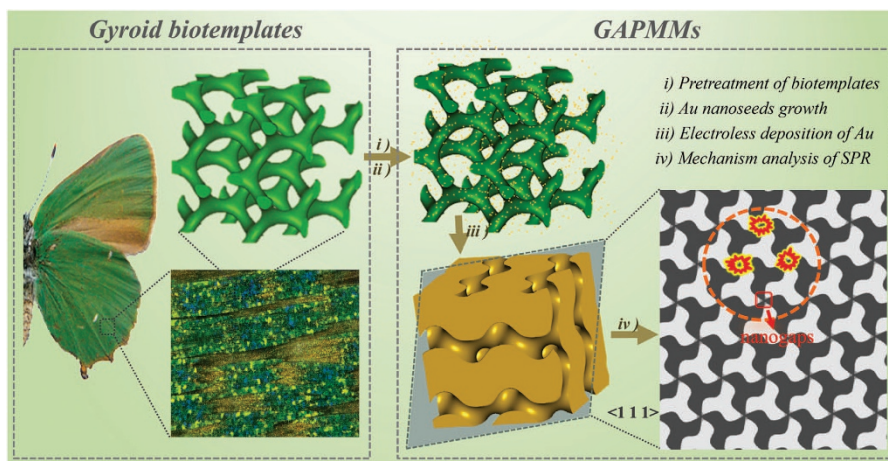 Gyroid biotemplates
GAPMMs
i) Pretreatment of biotemplates
ii) Au nanoseeds growth
iii) Electroless deposition of Au
iv) Mechanism analysis of SPR
i)
ii)
iii)
iv)
nanogaps
<1 1 1>